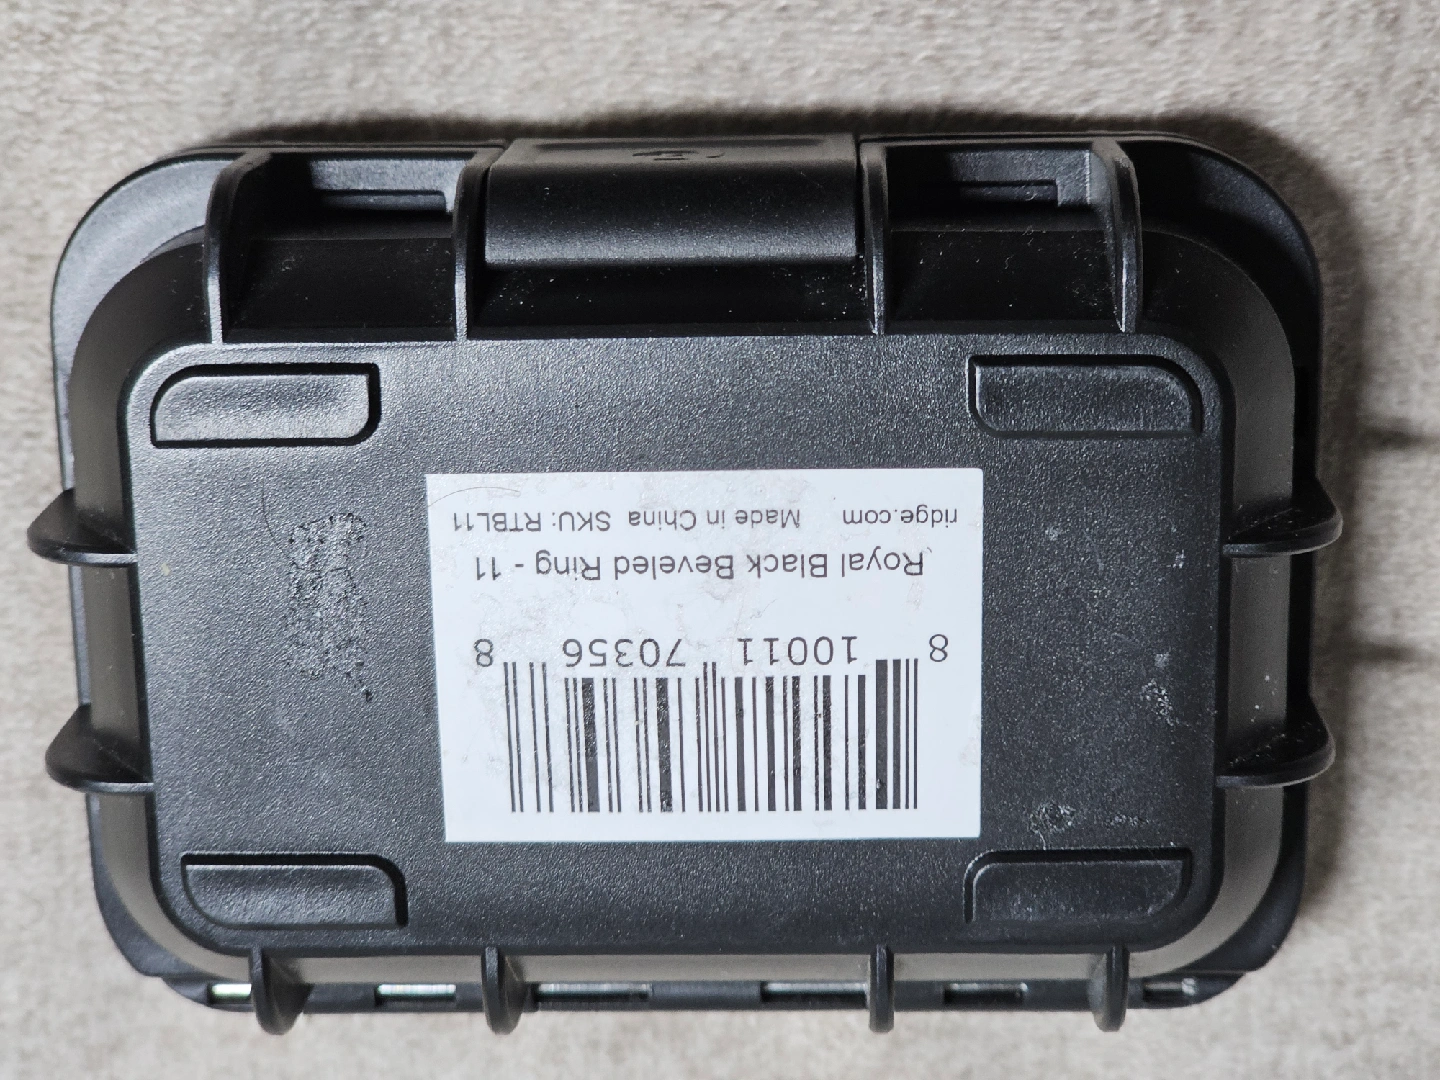 8 10011 70356 8
Royal Black Beveled Ring - 11
ridge.com Made in China SKU: RTBL11